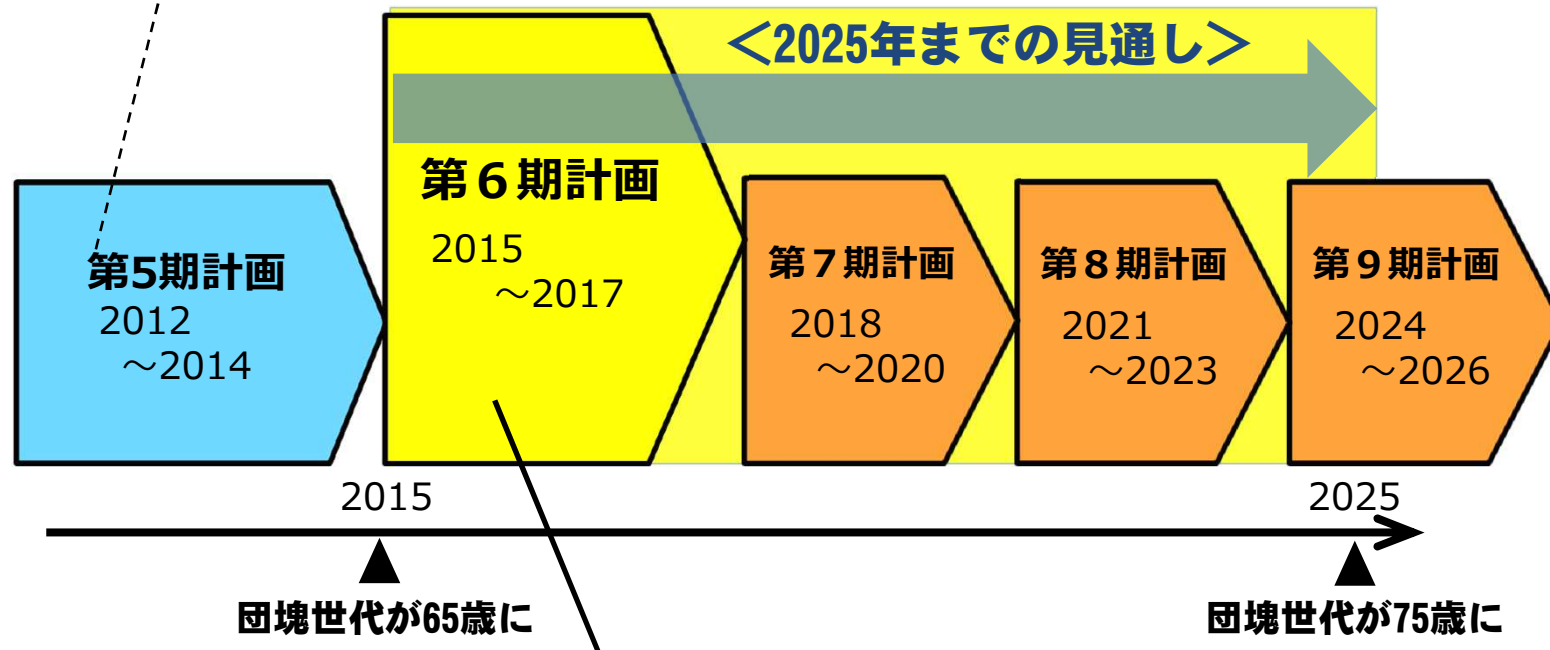 ＜2025年までの見通し＞
第5期計画
2012
～2014
第６期計画
2015
～2017
第７期計画
2018
～2020
第８期計画
2021
～2023
第９期計画
2024
～2026
2015
2025
団塊世代が65歳に
団塊世代が75歳に